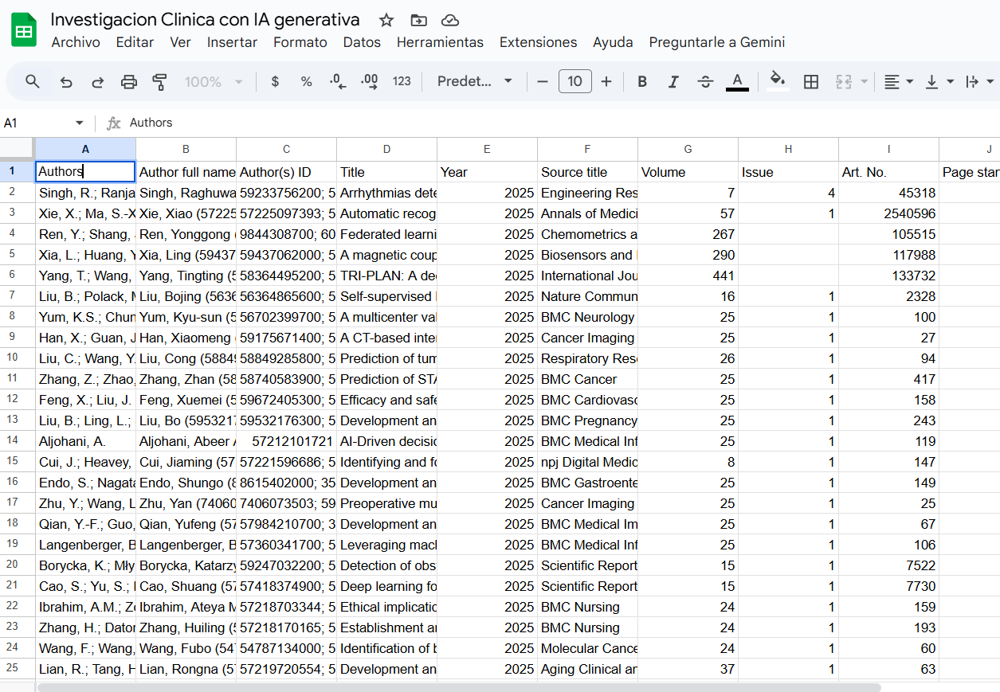 Investigacion Clinica con IA generativa
Archivo Editar Ver Insertar Formato Datos Herramientas Extensiones Ayuda Preguntarle a Gemini
100% $ % .0 .00 123 Predet... 10 B I A
A1 fx Authors
A B C D E F G H I J
1 Authors Author full name Author(s) ID Title Year Source title Volume Issue Art. No. Page star
2 Singh, R.; Ranja Singh, Raghuwa 59233756200; 5 Arrhythmias dete 2025 Engineering Res 7 4 45318
3 Xie, X.; Ma, S.-X Xie, Xiao (57225 57225097393; 5 Automatic recog 2025 Annals of Medici 57 1 2540596
4 Ren, Y.; Shang, Ren, Yonggong ( 9844308700; 60 Federated learni 2025 Chemometrics a 267 105515
5 Xia, L.; Huang, Y Xia, Ling (59437 59437062000; 5 A magnetic coup 2025 Biosensors and 290 117988
6 Yang, T.; Wang, Yang, Tingting (5 58364495200; 5 TRI-PLAN: A de 2025 International Jou 441 133732
7 Liu, B.; Polack, M Liu, Bojing (5636 56364865600; 5 Self-supervised 2025 Nature Commun 16 1 2328
8 Yum, K.S.; Chun Yum, Kyu-sun (5 56702399700; 5 A multicenter val 2025 BMC Neurology 25 1 100
9 Han, X.; Guan, J Han, Xiaomeng 59175671400; 5 A CT-based inte 2025 Cancer Imaging 25 1 27
10 Liu, C.; Wang, Y. Liu, Cong (5884 58849285800; 5 Prediction of tum 2025 Respiratory Res 26 1 94
11 Zhang, Z.; Zhao, Zhang, Zhan (58 58740583900; 5 Prediction of STA 2025 BMC Cancer 25 1 417
12 Feng, X.; Liu, J. Feng, Xuemei (5 59672405300; 5 Efficacy and safe 2025 BMC Cardiovasc 25 1 158
13 Liu, B.; Ling, L.; Liu, Bo (5953217 59532176300; 5 Development an 2025 BMC Pregnancy 25 1 243
14 Aljohani, A. Aljohani, Abeer A 57212101721 AI-Driven decisic 2025 BMC Medical Inf 25 1 119
15 Cui, J.; Heavey, Cui, Jiaming (57 57221596686; 5 Identifying and fo 2025 npj Digital Medic 8 1 147
16 Endo, S.; Nagata Endo, Shungo (8 8615402000; 35 Development an 2025 BMC Gastroente 25 1 149
17 Zhu, Y.; Wang, L Zhu, Yan (74060 7406073503; 59 Preoperative mu 2025 Cancer Imaging 25 1 25
18 Qian, Y.-F.; Guo, Qian, Yufeng (57 57984210700; 3 Development an 2025 BMC Medical Im 25 1 67
19 Langenberger, B Langenberger, B 57360341700; 5 Leveraging macl 2025 BMC Medical Inf 25 1 106
20 Borycka, K.; Mły Borycka, Katarzy 59247032200; 5 Detection of obs 2025 Scientific Report 15 1 7522
21 Cao, S.; Yu, S.; Cao, Shuang (57 57418374900; 5 Deep learning fo 2025 Scientific Report 15 1 7730
22 Ibrahim, A.M.; Zo Ibrahim, Ateya M 57218703344; 5 Ethical implicatio 2025 BMC Nursing 24 1 159
23 Zhang, H.; Dator Zhang, Huiling (5 57218170165; 5 Establishment ar 2025 BMC Nursing 24 1 193
24 Wang, F.; Wang, Wang, Fubo (547 54787134000; 5 Identification of b 2025 Molecular Cance 24 1 60
25 Lian, R.; Tang, H Lian, Rongna (57 57219720554; 5 Development an 2025 Aging Clinical an 37 1 63